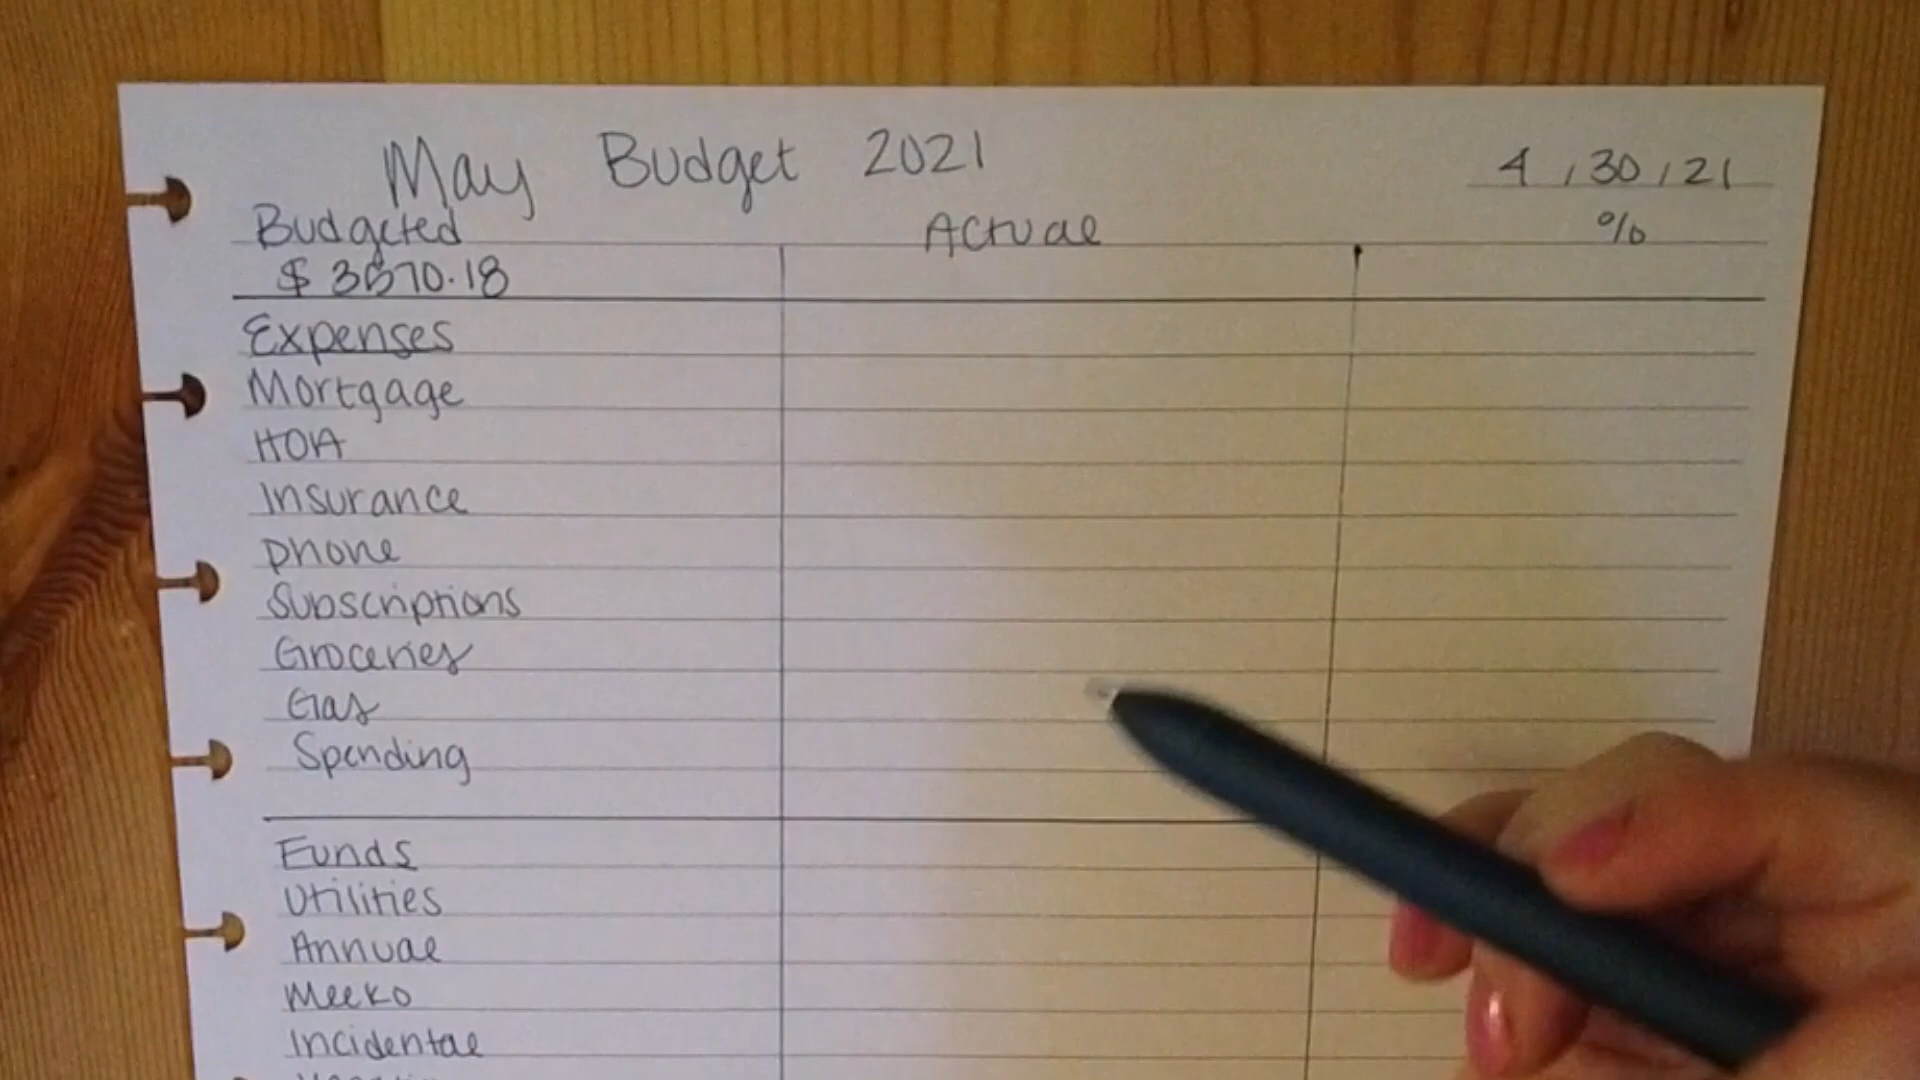 May Budget 2021
4/30/21
Budgeted Actual %
Expenses
Mortgage
HOA
Insurance
phone
Subscriptions
Groceries
Gas
Spending
Funds
Utilities
Annual
Meeko
Incidental